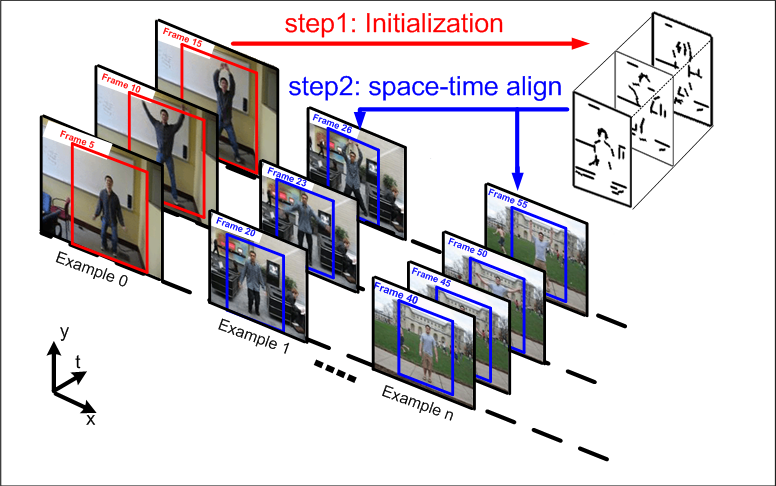 step1: Initialization
step2: space-time align
Frame 15
Frame 10
Frame 5
Example 0
Frame 26
Frame 23
Frame 20
Example 1
Frame 55
Frame 50
Frame 45
Frame 40
Example n
y
t
x